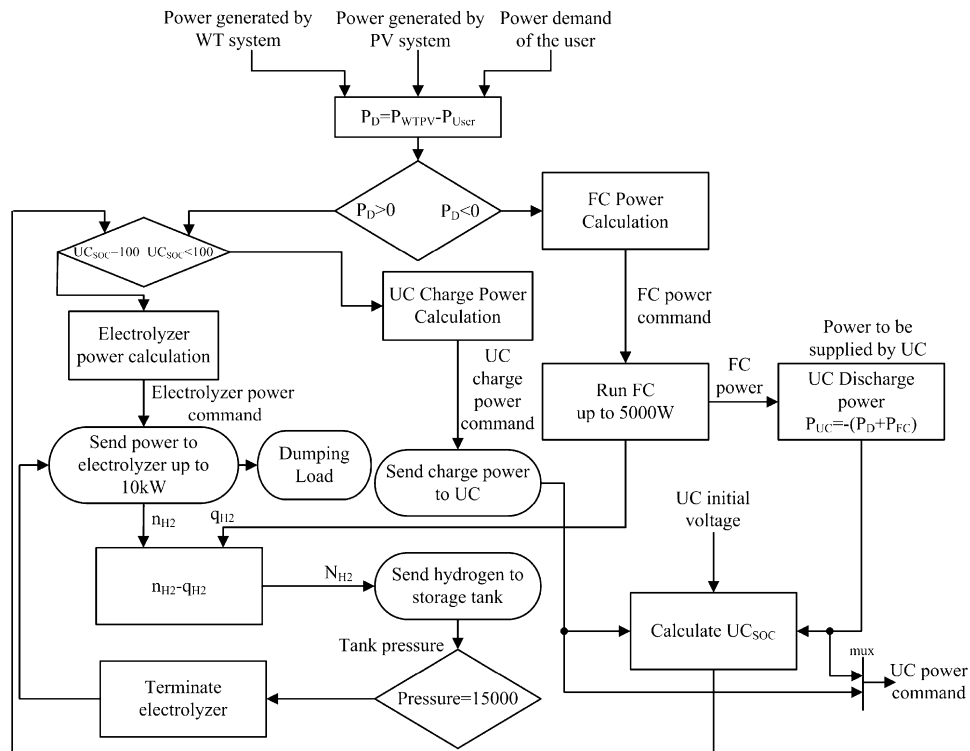 Power generated by
WT system
Power generated by
PV system
Power demand
of the user
P_D=P_WTPV-P_User
P_D>0
P_D<0
FC Power
Calculation
UC_SOC=100
UC_SOC<100
UC Charge Power
Calculation
FC power
command
Electrolyzer
power calculation
Power to be
supplied by UC
UC
charge
power
command
Run FC
up to 5000W
FC
power
UC Discharge
power
P_UC=-(P_D+P_FC)
Electrolyzer power
command
Send power to
electrolyzer up to
10kW
Dumping
Load
Send charge power
to UC
UC initial
voltage
n_H2
q_H2
n_H2-q_H2
N_H2
Send hydrogen to
storage tank
Calculate UC_SOC
Tank pressure
mux
UC power
command
Terminate
electrolyzer
Pressure=15000